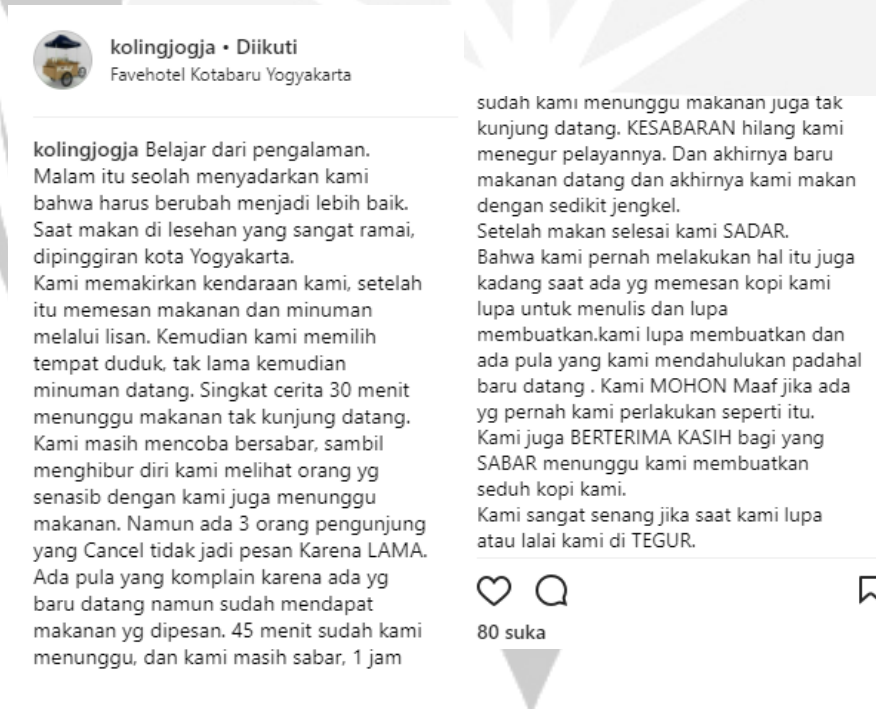 kolingjogja • Diikuti
Favehotel Kotabaru Yogyakarta
kolingjogja Belajar dari pengalaman.
Malam itu seolah menyadarkan kami
bahwa harus berubah menjadi lebih baik.
Saat makan di lesehan yang sangat ramai,
dipinggiran kota Yogyakarta.
Kami memakirkan kendaraan kami, setelah
itu memesan makanan dan minuman
melalui lisan. Kemudian kami memilih
tempat duduk, tak lama kemudian
minuman datang. Singkat cerita 30 menit
menunggu makanan tak kunjung datang.
Kami masih mencoba bersabar, sambil
menghibur diri kami melihat orang yg
senasib dengan kami juga menunggu
makanan. Namun ada 3 orang pengunjung
yang Cancel tidak jadi pesan Karena LAMA.
Ada pula yang komplain karena ada yg
baru datang namun sudah mendapat
makanan yg dipesan. 45 menit sudah kami
menunggu, dan kami masih sabar, 1 jam
sudah kami menunggu makanan juga tak
kunjung datang. KESABARAN hilang kami
menegur pelayannya. Dan akhirnya baru
makanan datang dan akhirnya kami makan
dengan sedikit jengkel.
Setelah makan selesai kami SADAR.
Bahwa kami pernah melakukan hal itu juga
kadang saat ada yg memesan kopi kami
lupa untuk menulis dan lupa
membuatkan.kami lupa membuatkan dan
ada pula yang kami mendahulukan padahal
baru datang . Kami MOHON Maaf jika ada
yg pernah kami perlakukan seperti itu.
Kami juga BERTERIMA KASIH bagi yang
SABAR menunggu kami membuatkan
seduh kopi kami.
Kami sangat senang jika saat kami lupa
atau lalai kami di TEGUR.
80 suka